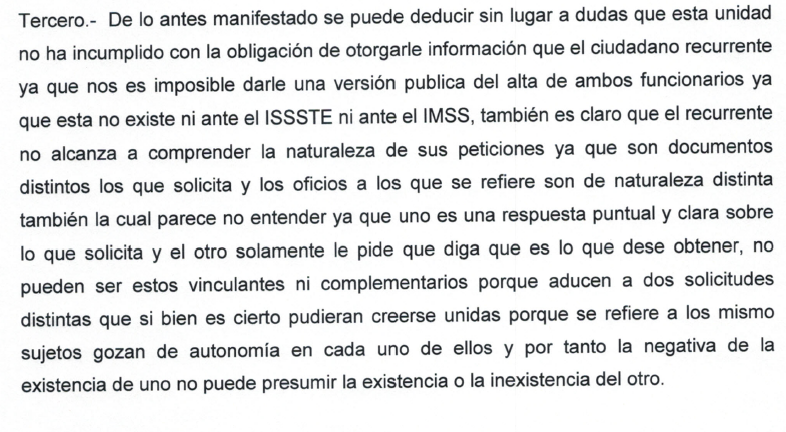 Tercero.- De lo antes manifestado se puede deducir sin lugar a dudas que esta unidad
no ha incumplido con la obligación de otorgarle información que el ciudadano recurrente
ya que nos es imposible darle una versión publica del alta de ambos funcionarios ya
que esta no existe ni ante el ISSSTE ni ante el IMSS, también es claro que el recurrente
no alcanza a comprender la naturaleza de sus peticiones ya que son documentos
distintos los que solicita y los oficios a los que se refiere son de naturaleza distinta
también la cual parece no entender ya que uno es una respuesta puntual y clara sobre
lo que solicita y el otro solamente le pide que diga que es lo que dese obtener, no
pueden ser estos vinculantes ni complementarios porque aducen a dos solicitudes
distintas que si bien es cierto pudieran creerse unidas porque se refiere a los mismo
sujetos gozan de autonomía en cada uno de ellos y por tanto la negativa de la
existencia de uno no puede presumir la existencia o la inexistencia del otro.